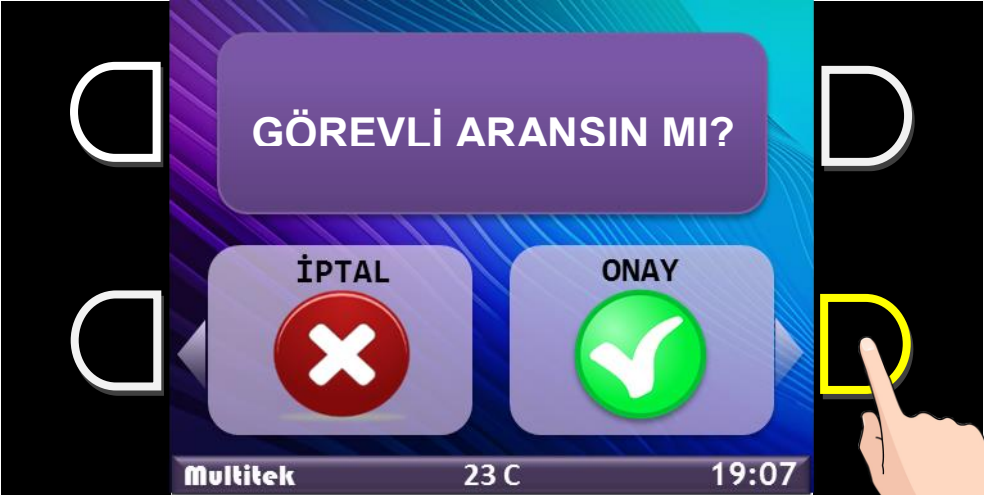 GÖREVLİ ARANSIN MI?
İPTAL
ONAY
Multitek
23 C
19:07